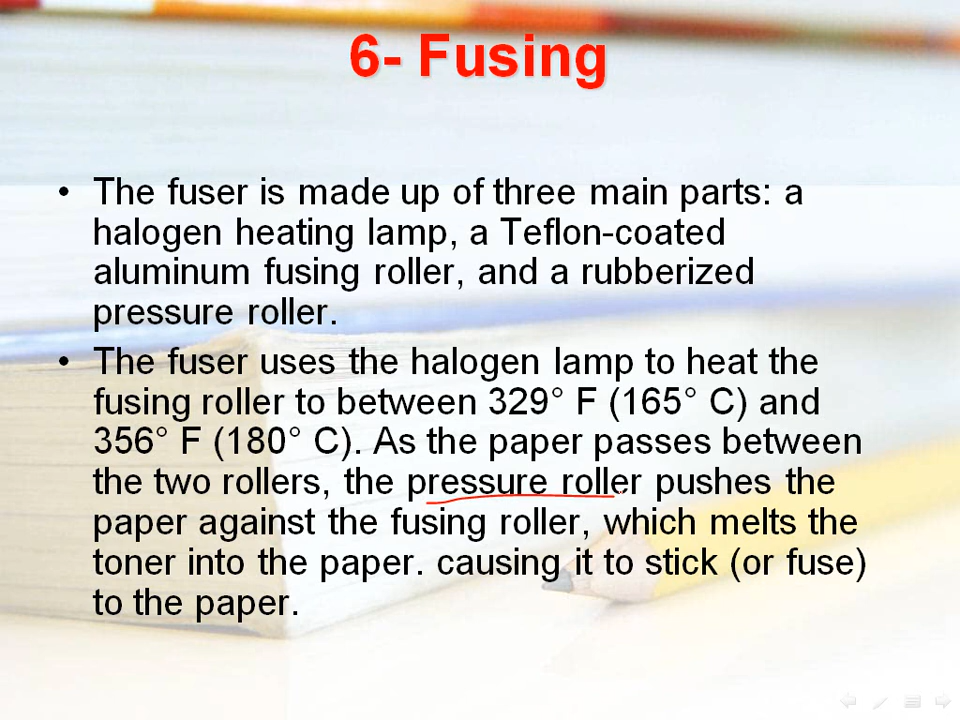 6- Fusing
• The fuser is made up of three main parts: a
halogen heating lamp, a Teflon-coated
aluminum fusing roller, and a rubberized
pressure roller.
• The fuser uses the halogen lamp to heat the
fusing roller to between 329° F (165° C) and
356° F (180° C). As the paper passes between
the two rollers, the pressure roller pushes the
paper against the fusing roller, which melts the
toner into the paper. causing it to stick (or fuse)
to the paper.